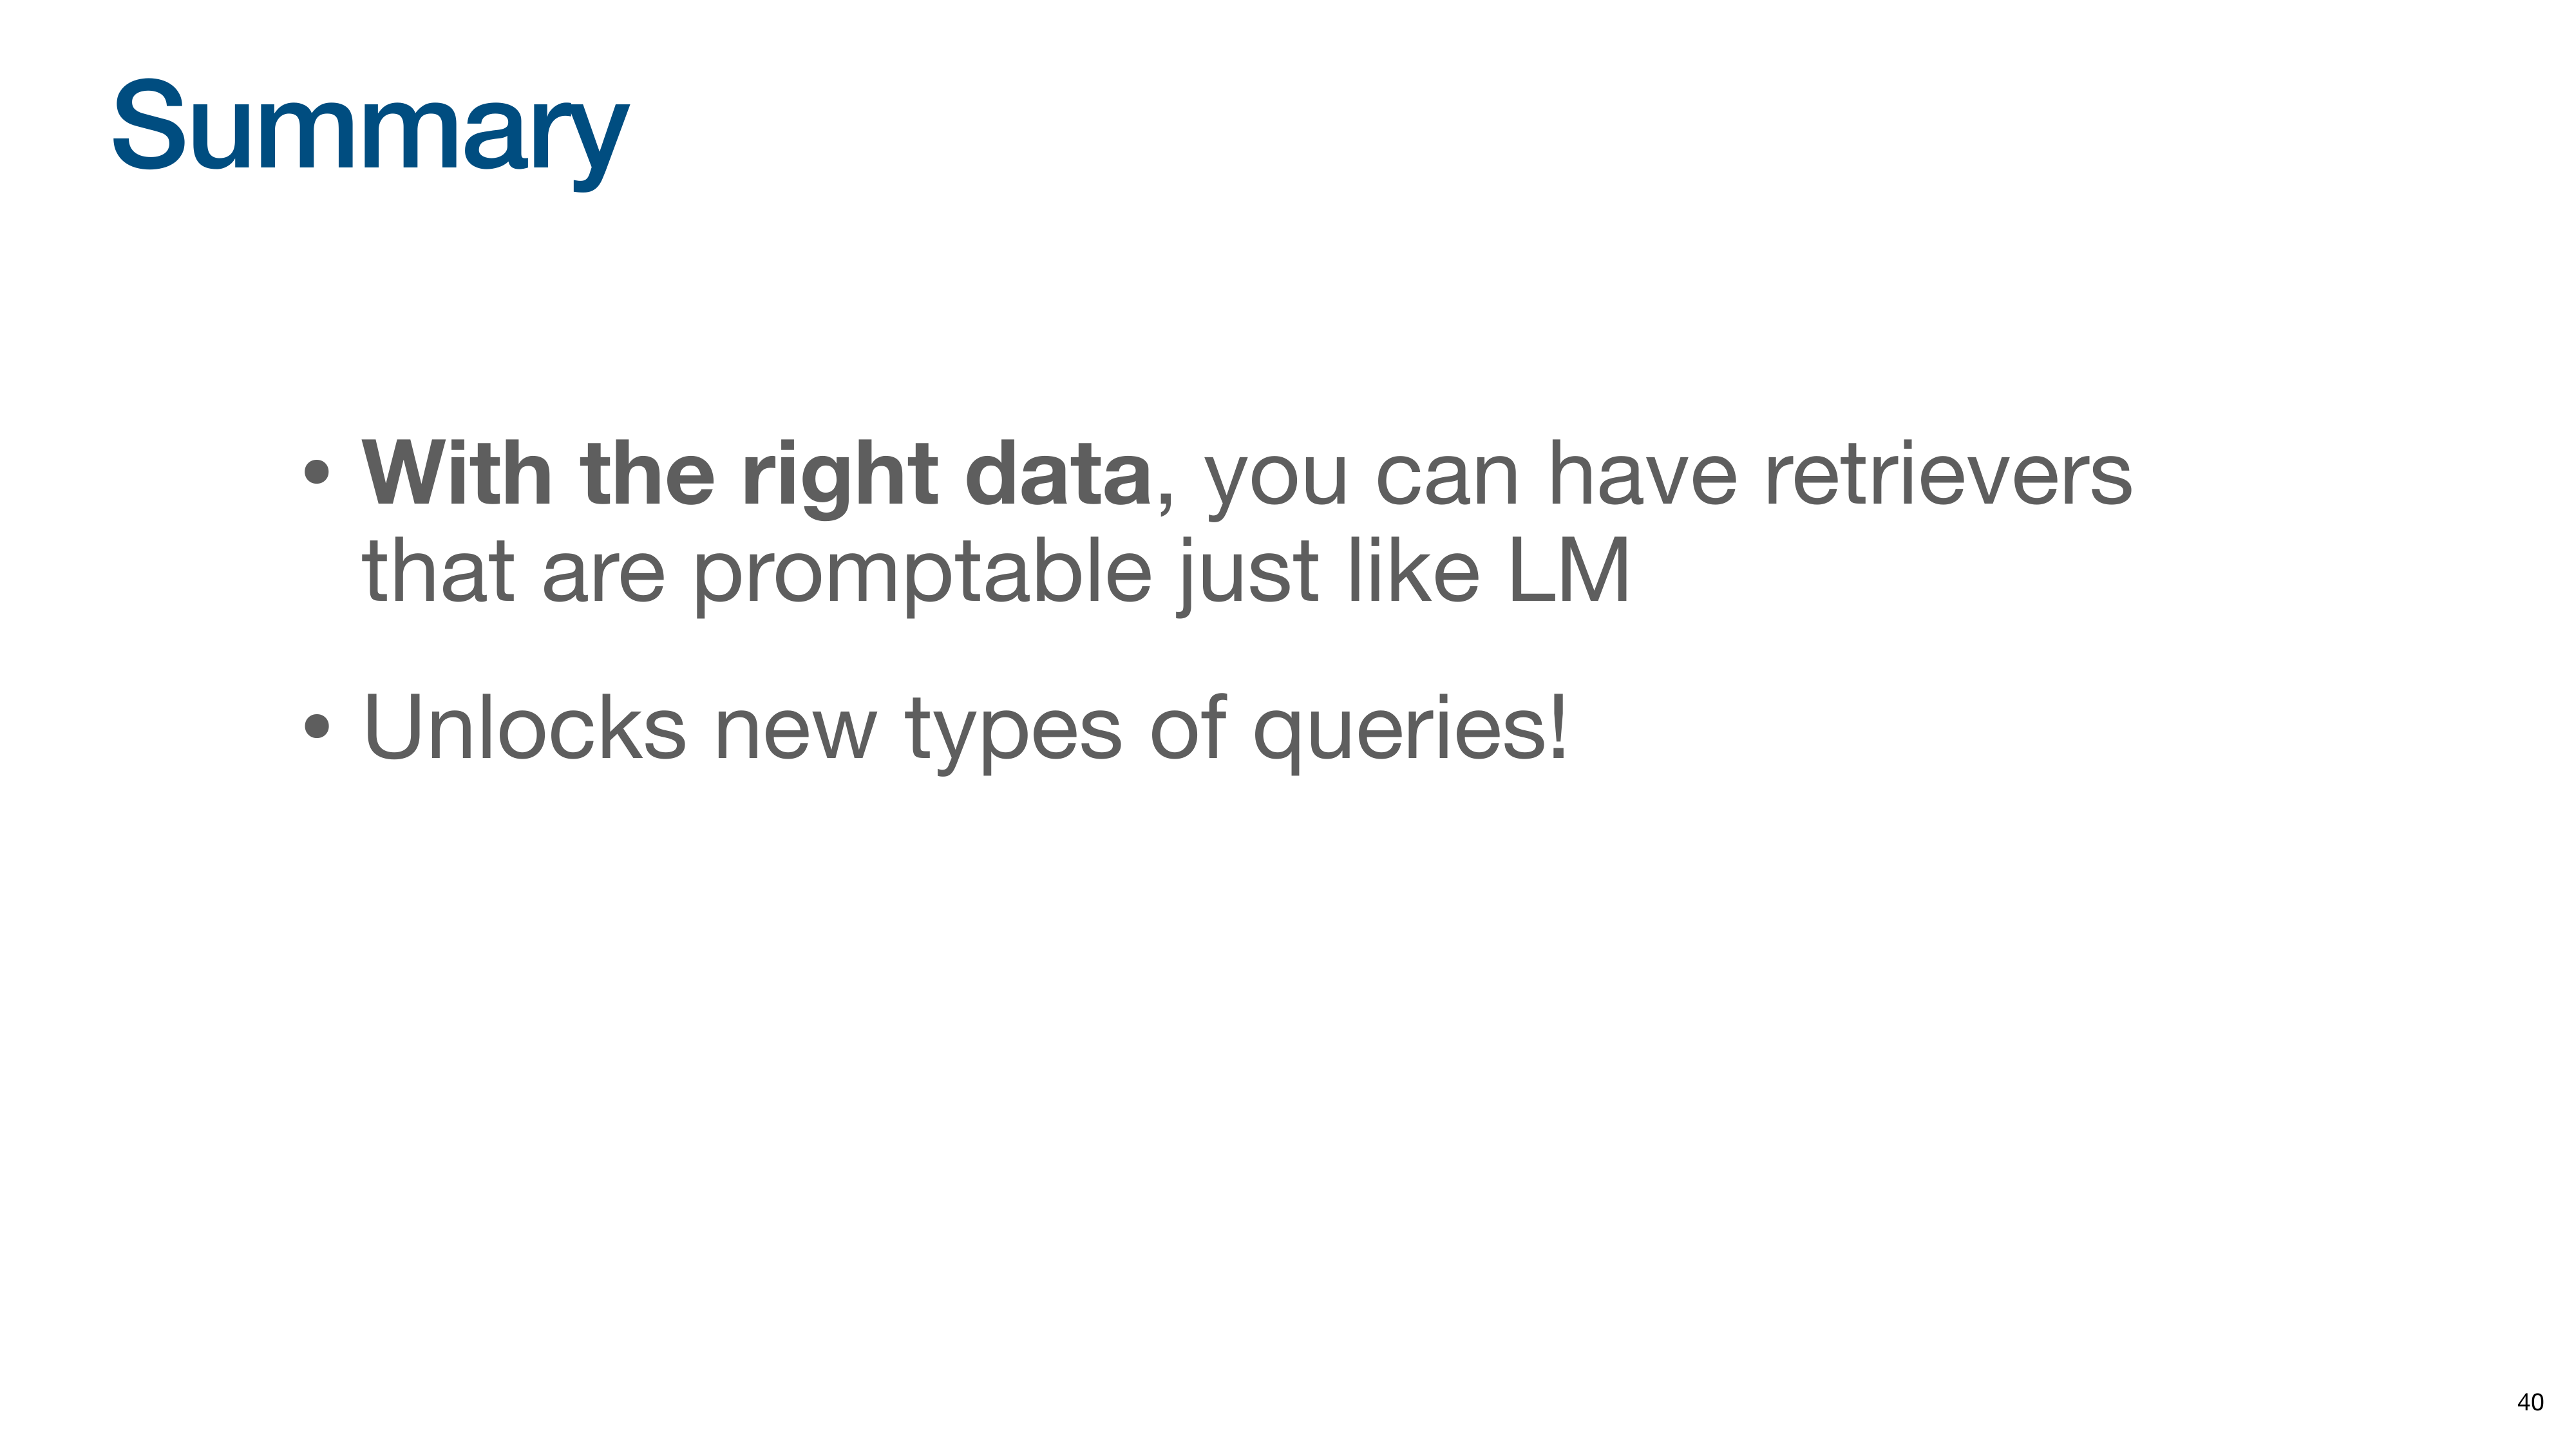 Summary
• With the right data, you can have retrievers
that are promptable just like LM
• Unlocks new types of queries!
40